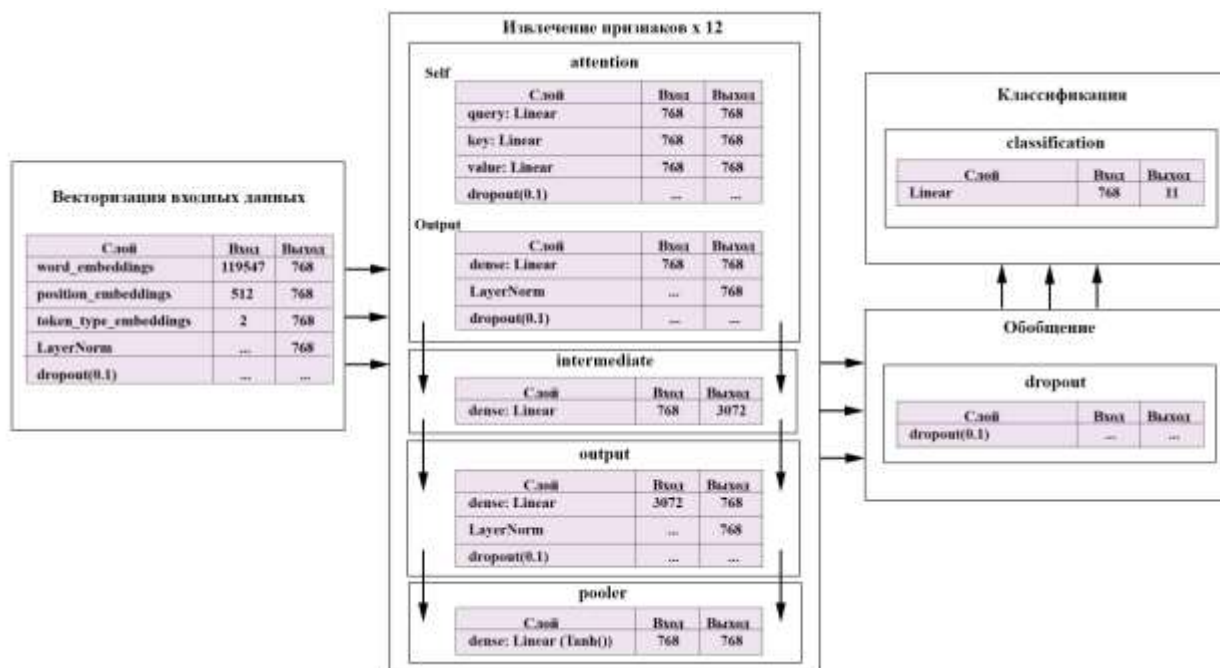 Векторизация входных данных
Слой Вход Выход
word_embeddings 119547 768
position_embeddings 512 768
token_type_embeddings 2 768
LayerNorm ... 768
dropout(0.1) ... ...
Извлечение признаков x 12
attention
Self
Слой Вход Выход
query: Linear 768 768
key: Linear 768 768
value: Linear 768 768
dropout(0.1) ... ...
Output
Слой Вход Выход
dense: Linear 768 768
LayerNorm ... 768
dropout(0.1) ... ...
intermediate
Слой Вход Выход
dense: Linear 768 3072
output
Слой Вход Выход
dense: Linear 3072 768
LayerNorm ... 768
dropout(0.1) ... ...
pooler
Слой Вход Выход
dense: Linear (Tanh()) 768 768
Классификация
classification
Слой Вход Выход
Linear 768 11
Обобщение
dropout
Слой Вход Выход
dropout(0.1) ... ...